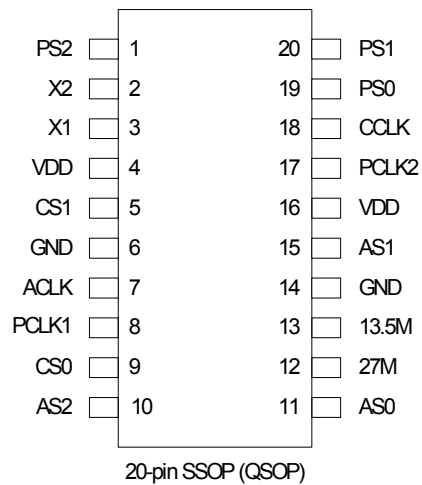 PS2 1 20 PS1
X2 2 19 PS0
X1 3 18 CCLK
VDD 4 17 PCLK2
CS1 5 16 VDD
GND 6 15 AS1
ACLK 7 14 GND
PCLK1 8 13 13.5M
CS0 9 12 27M
AS2 10 11 AS0
20-pin SSOP (QSOP)